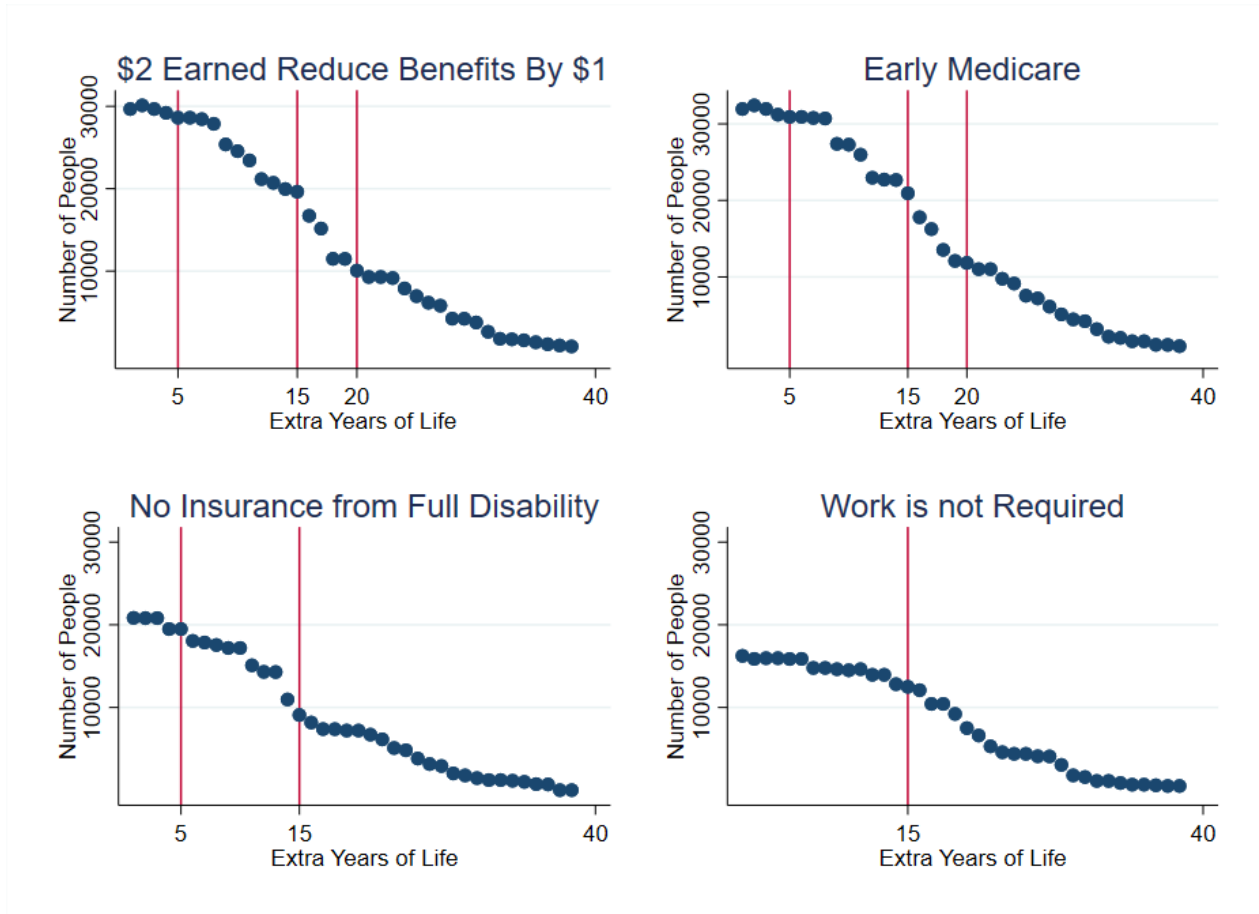 $2 Earned Reduce Benefits By $1
Number of People
30000
20000
10000
5
15
20
40
Extra Years of Life
Early Medicare
Number of People
30000
20000
10000
5
15
20
40
Extra Years of Life
No Insurance from Full Disability
Number of People
30000
20000
10000
5
15
40
Extra Years of Life
Work is not Required
Number of People
30000
20000
10000
15
40
Extra Years of Life